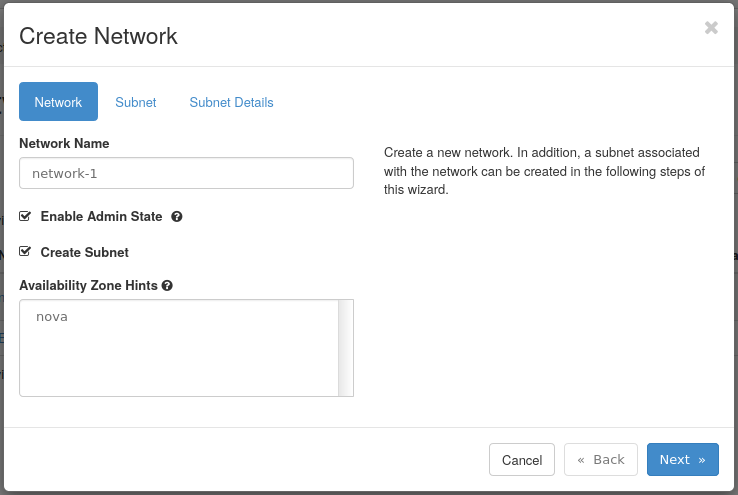 Create Network
Network
Subnet
Subnet Details
Network Name
network-1
Enable Admin State
Create Subnet
Availability Zone Hints
nova
Create a new network. In addition, a subnet associated
with the network can be created in the following steps of
this wizard.
Cancel
« Back
Next »